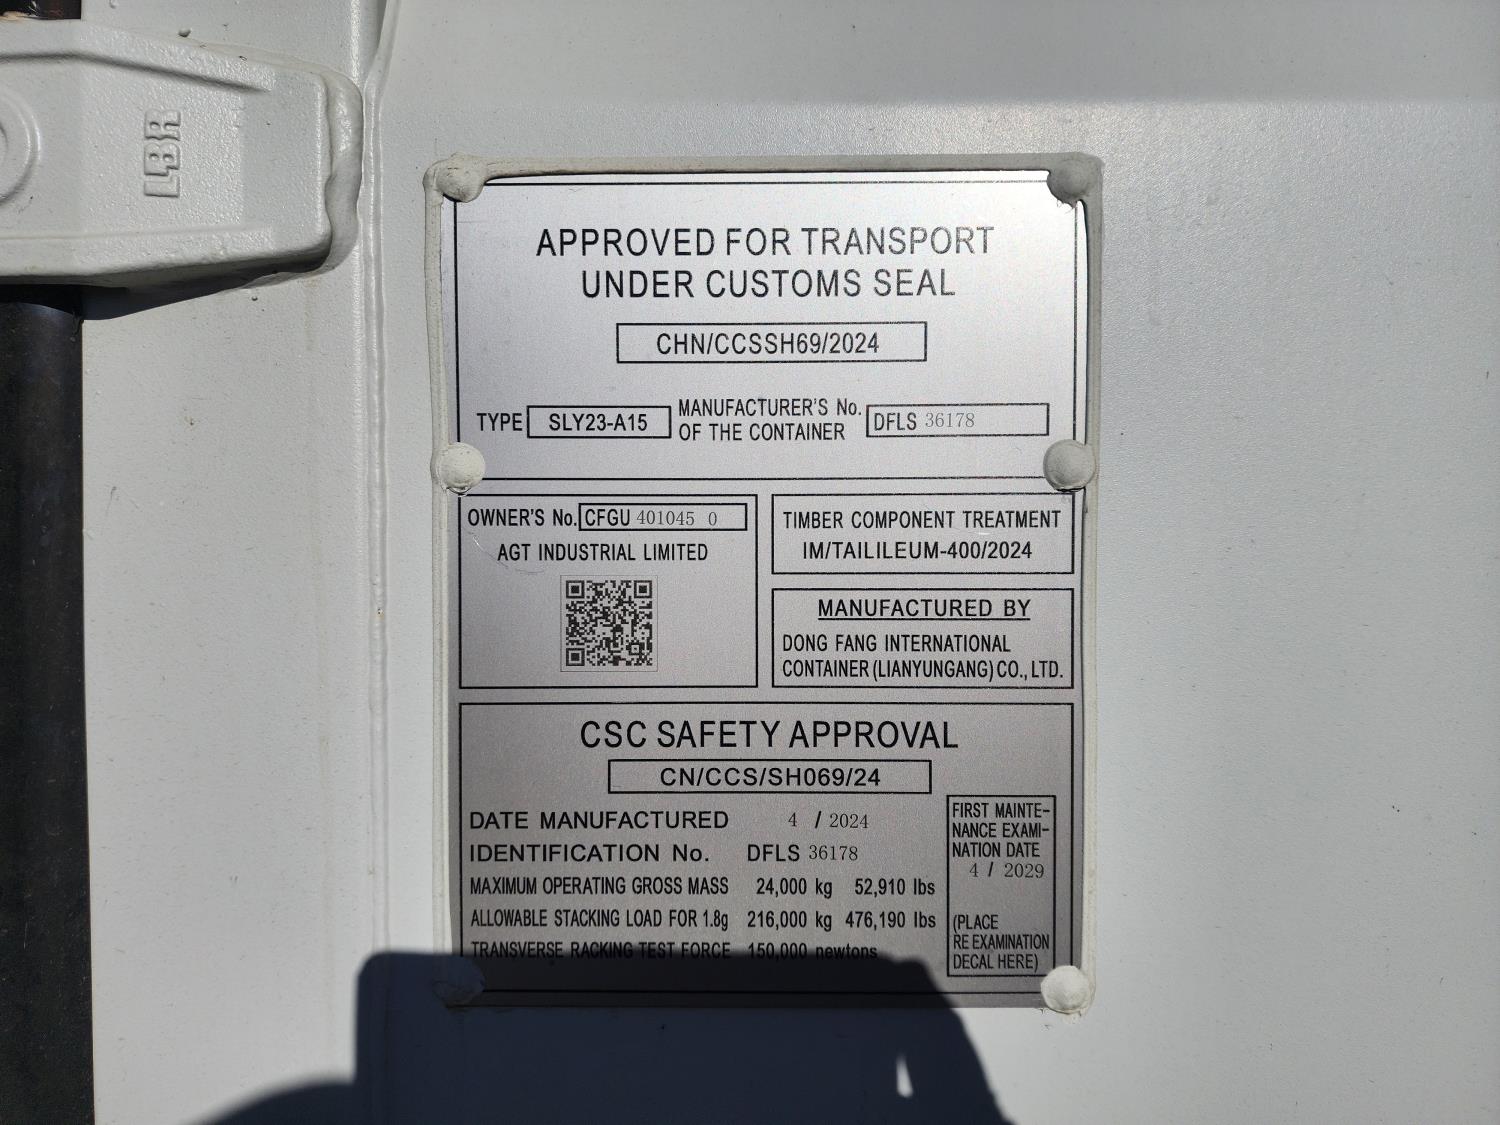 LBR
APPROVED FOR TRANSPORT
UNDER CUSTOMS SEAL
CHN/CCSSH69/2024
TYPE SLY23-A15 MANUFACTURER'S No. OF THE CONTAINER DFLS 36178
OWNER'S No. CFGU 401045 0
AGT INDUSTRIAL LIMITED
TIMBER COMPONENT TREATMENT
IM/TAILILEUM-400/2024
MANUFACTURED BY
DONG FANG INTERNATIONAL
CONTAINER (LIANYUNGANG) CO., LTD.
CSC SAFETY APPROVAL
CN/CCS/SH069/24
DATE MANUFACTURED 4 / 2024
IDENTIFICATION No. DFLS 36178
MAXIMUM OPERATING GROSS MASS 24,000 kg 52,910 lbs
ALLOWABLE STACKING LOAD FOR 1.8g 216,000 kg 476,190 lbs
TRANSVERSE RACKING TEST FORCE 150,000 newtons
FIRST MAINTE-
NANCE EXAMI-
NATION DATE
4 / 2029
(PLACE
RE EXAMINATION
DECAL HERE)